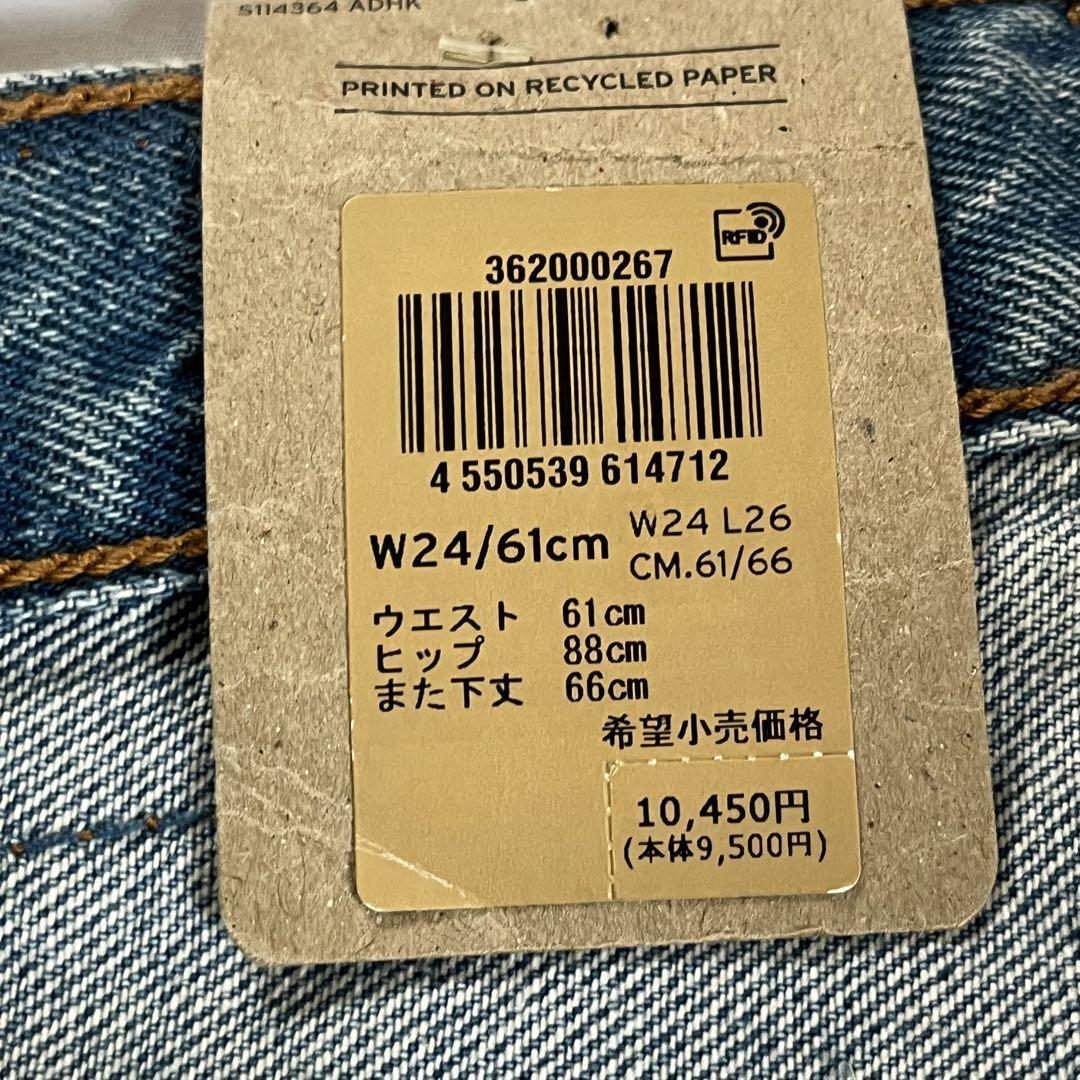 S114364 ADHK
PRINTED ON RECYCLED PAPER
RFID
362000267
4 550539 614712
W24/61cm
W24 L26
CM.61/66
ウエスト 61cm
ヒップ 88cm
また下丈 66cm
希望小売価格
10,450円
(本体9,500円)